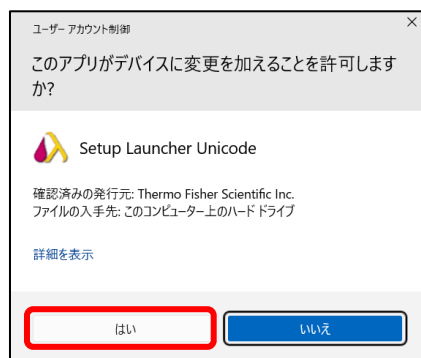 ユーザー アカウント制御
このアプリがデバイスに変更を加えることを許可します
か?
Setup Launcher Unicode
確認済みの発行元: Thermo Fisher Scientific Inc.
ファイルの入手先: このコンピューター上のハード ドライブ
詳細を表示
はい
いいえ